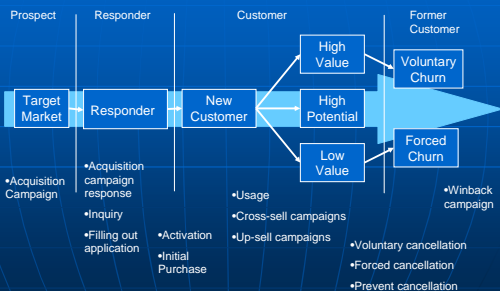 Prospect
Responder
Customer
Former
Customer
High
Value
Voluntary
Churn
Target
Market
Responder
New
Customer
High
Potential
Forced
Churn
Low
Value
•Acquisition
Campaign
•Acquisition
campaign
response
•Inquiry
•Filling out
application
•Activation
•Initial
Purchase
•Usage
•Cross-sell campaigns
•Up-sell campaigns
•Winback
campaign
•Voluntary cancellation
•Forced cancellation
•Prevent cancellation